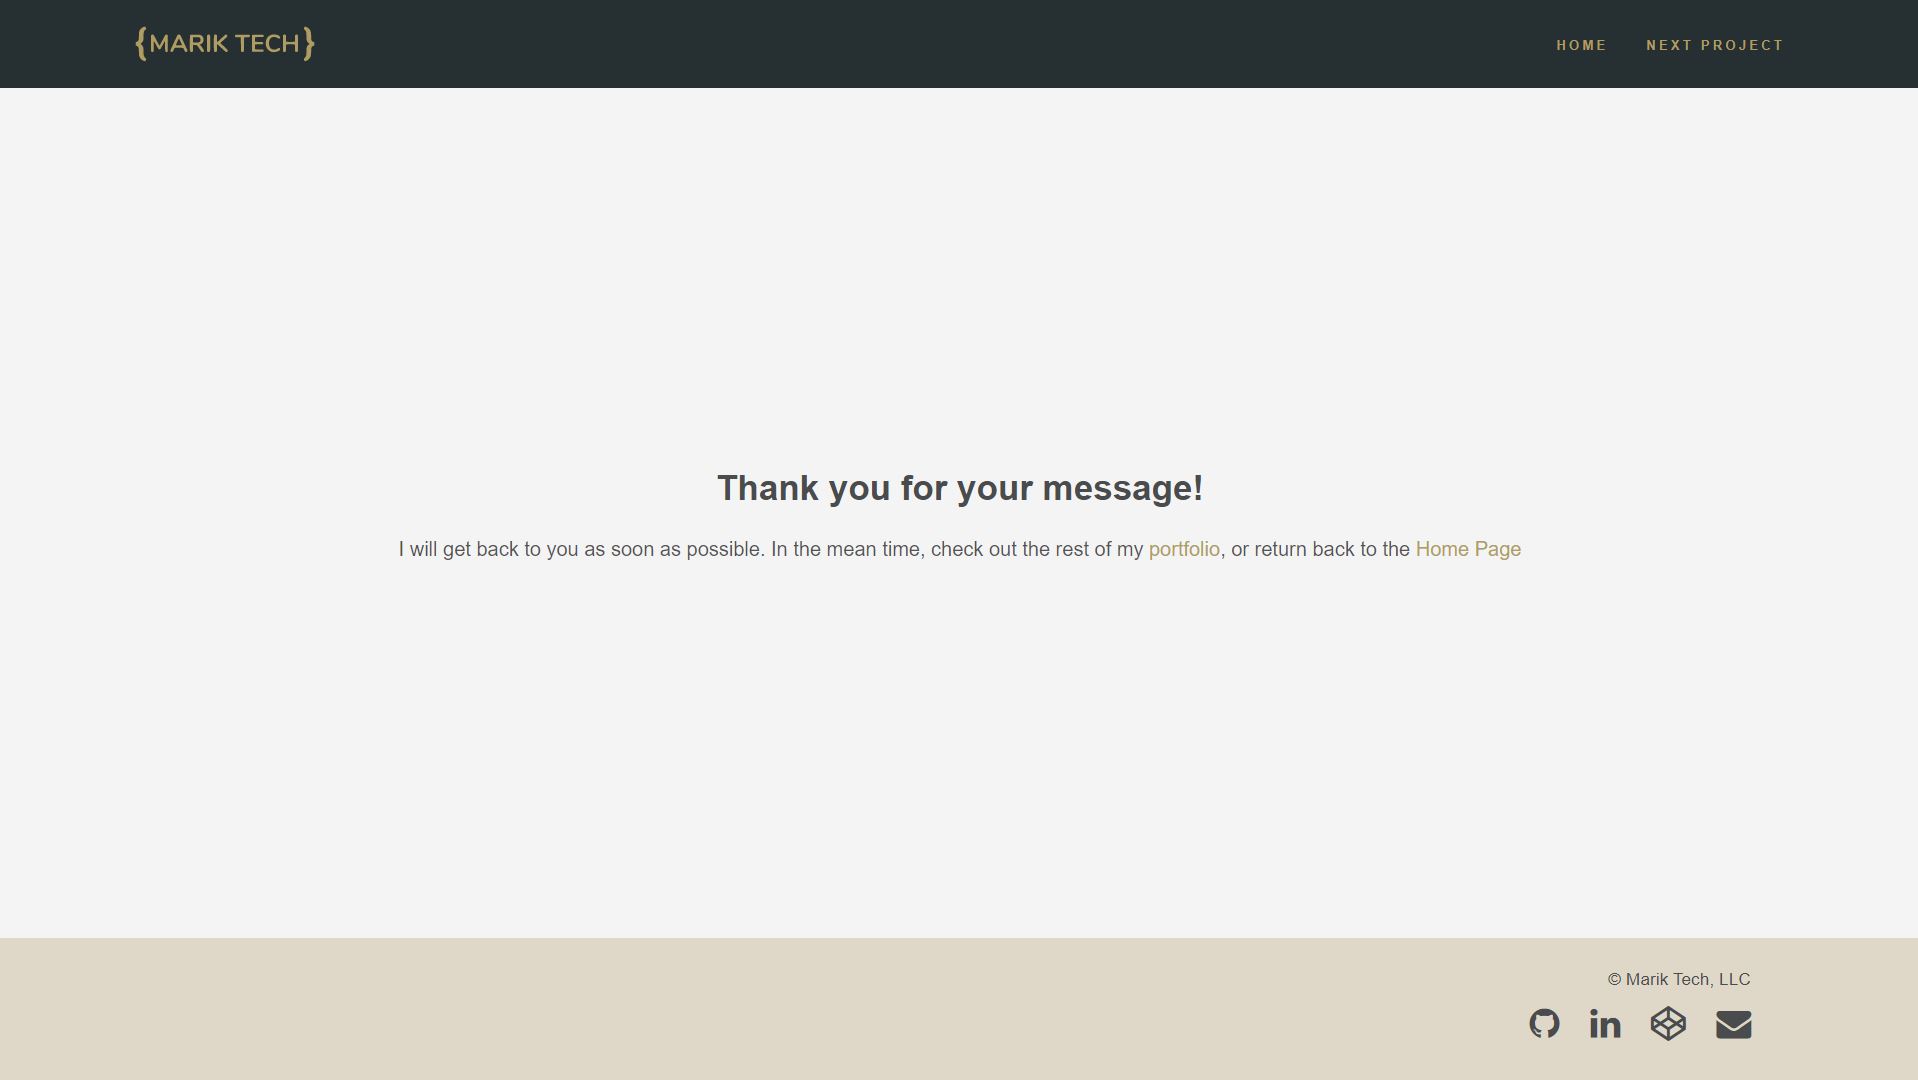 {MARIK TECH}
HOME
NEXT PROJECT
Thank you for your message!
I will get back to you as soon as possible. In the mean time, check out the rest of my portfolio, or return back to the Home Page
© Marik Tech, LLC
in